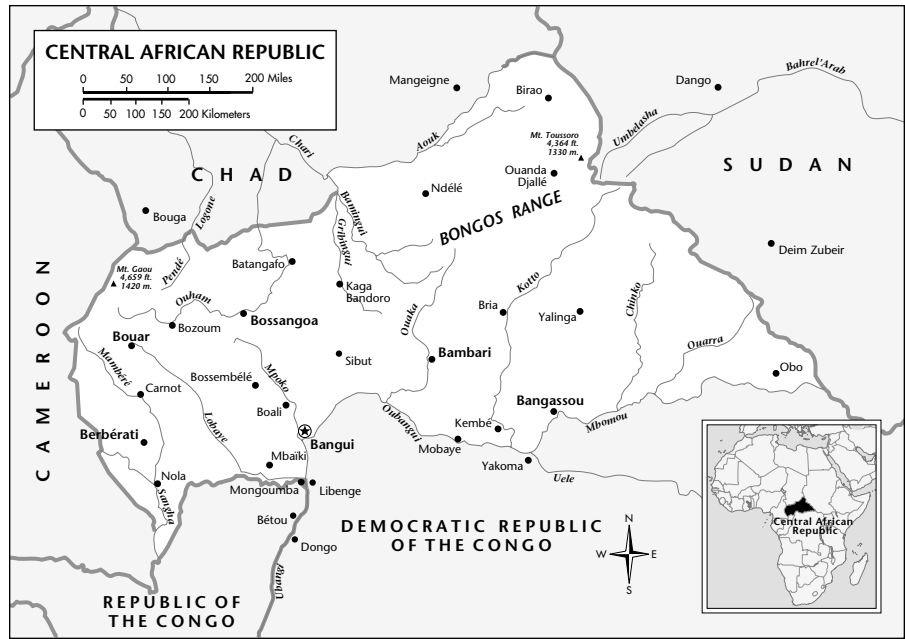 CENTRAL AFRICAN REPUBLIC
0 50 100 150 200 Miles
0 50 100 150 200 Kilometers
Mangeigne
Birao
Dango
Bahrel'Arab
Umbelasha
Aouk
Mt. Toussoro
4,364 ft.
1330 m.
Chari
CHAD
SUDAN
Ouanda
Djallé
Ndélé
BONGOS RANGE
Bamingui
Gribingui
Logone
Bouga
Deim Zubeir
Mt. Gaou
4,659 ft.
1420 m.
Pendé
Batangafo
Kaga
Bandoro
Kotto
Chinko
CAMEROON
Ouham
Bozoum
Bossangoa
Ouaka
Bria
Yalinga
Bouar
Mambéré
Sibut
Bambari
Ouarra
Obo
Bossembélé
Mpoko
Carnot
Boali
Lobaye
Oubangui
Bangassou
Mbomou
Kembé
Berbérati
Bangui
Mobaye
Yakoma
Mbaïki
Uele
Nola
Sangha
Mongoumba
Libenge
Bétou
Dongo
Ubangi
DEMOCRATIC REPUBLIC
OF THE CONGO
REPUBLIC OF
THE CONGO
N
W E
S
Central African
Republic